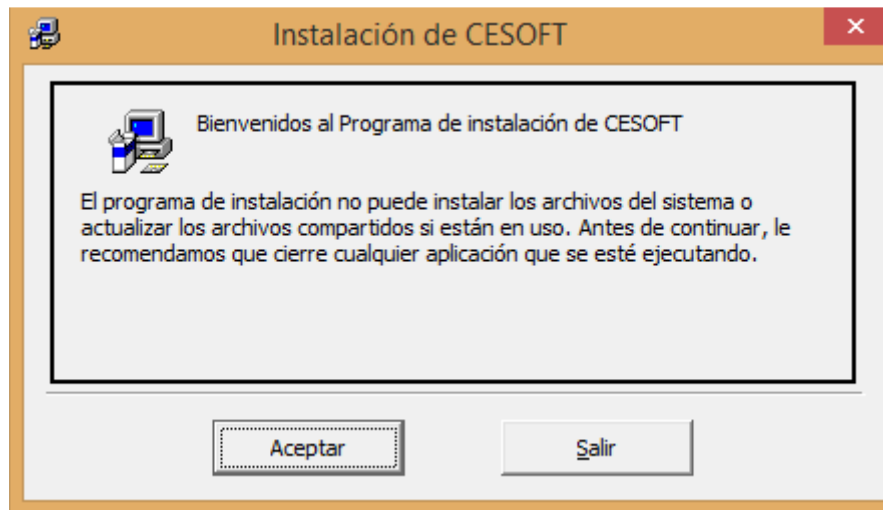 Instalación de CESOFT
Bienvenidos al Programa de instalación de CESOFT
El programa de instalación no puede instalar los archivos del sistema o
actualizar los archivos compartidos si están en uso. Antes de continuar, le
recomendamos que cierre cualquier aplicación que se esté ejecutando.
Aceptar
Salir